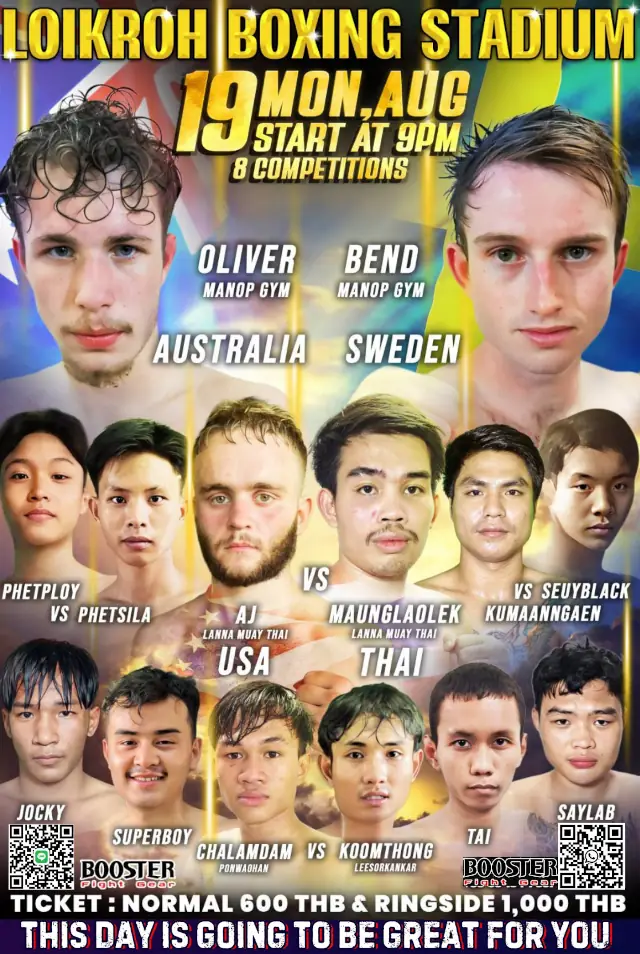 LOIKROH BOXING STADIUM
19 MON,AUG
START AT 9PM
8 COMPETITIONS
OLIVER
MANOP GYM
AUSTRALIA
BEND
MANOP GYM
SWEDEN
PHETPLOY
VS PHETSILA
AJ
LANNA MUAY THAI
USA
VS
MAUNGLAOLEK
LANNA MUAY THAI
THAI
VS SEUYBLACK
KUMAANNGAEN
JOCKY
SUPERBOY
CHALAMDAM
PONWAOHAN
VS
KOOMTHONG
LEESORKANKAR
TAI
SAYLAB
BOOSTER
Fight Gear
BOOSTER
Fight Gear
TICKET : NORMAL 600 THB & RINGSIDE 1,000 THB
THIS DAY IS GOING TO BE GREAT FOR YOU